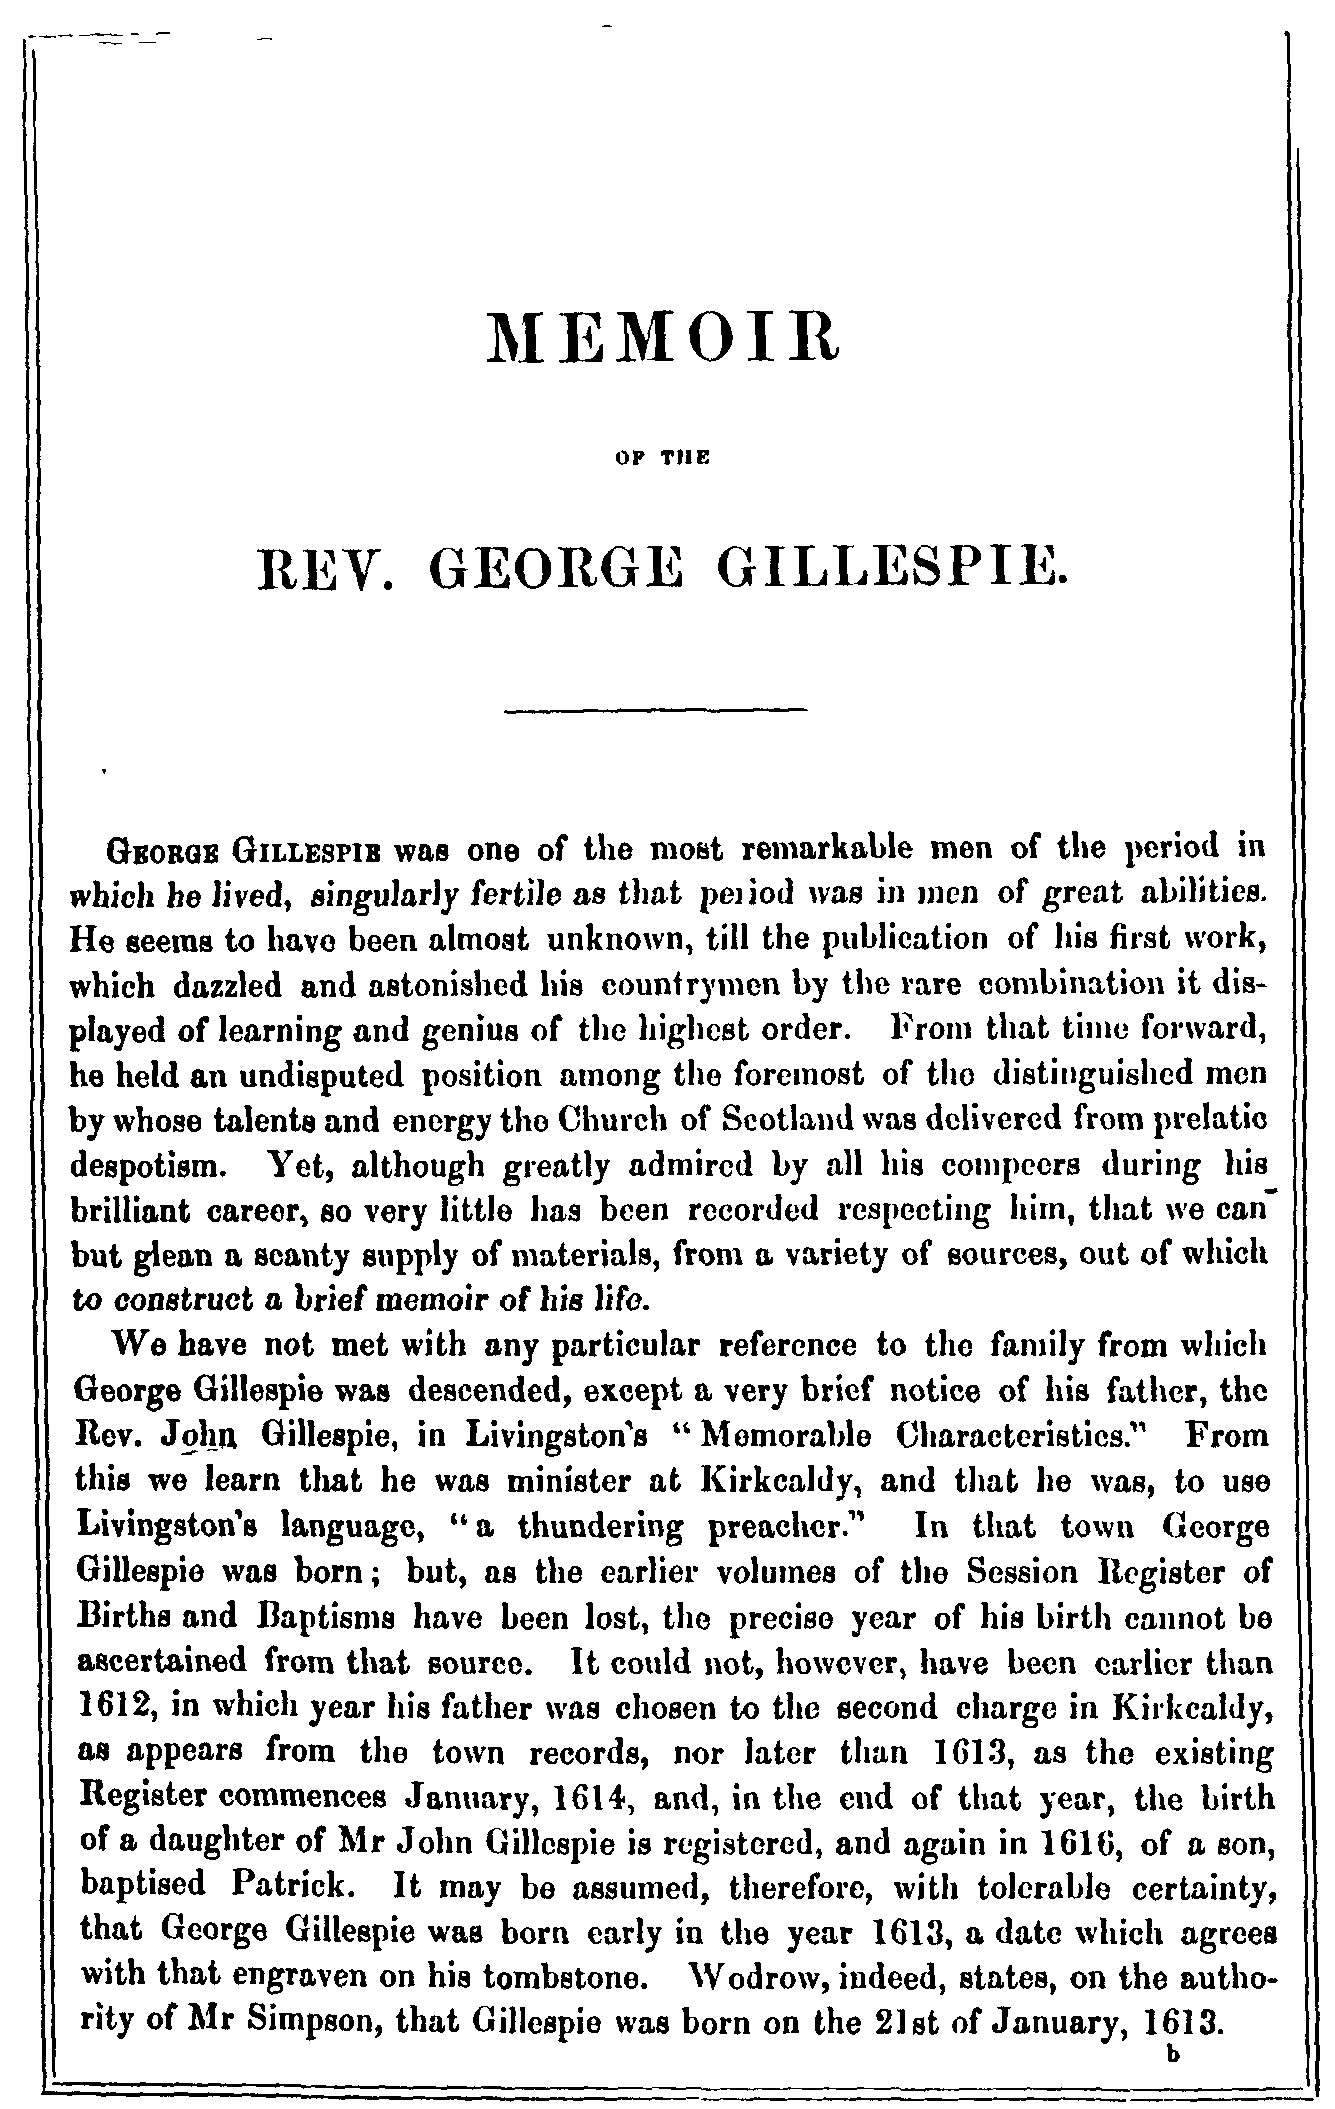 MEMOIR
OF THE
REV. GEORGE GILLESPIE.
GEORGE GILLESPIE was one of the most remarkable men of the period in
which he lived, singularly fertile as that period was in men of great abilities.
He seems to have been almost unknown, till the publication of his first work,
which dazzled and astonished his countrymen by the rare combination it dis-
played of learning and genius of the highest order. From that time forward,
he held an undisputed position among the foremost of the distinguished men
by whose talents and energy the Church of Scotland was delivered from prelatic
despotism. Yet, although greatly admired by all his compeers during his
brilliant career, so very little has been recorded respecting him, that we can
but glean a scanty supply of materials, from a variety of sources, out of which
to construct a brief memoir of his life.
We have not met with any particular reference to the family from which
George Gillespie was descended, except a very brief notice of his father, the
Rev. John Gillespie, in Livingston's “Memorable Characteristics.” From
this we learn that he was minister at Kirkcaldy, and that he was, to use
Livingston's language, “a thundering preacher.” In that town George
Gillespie was born; but, as the earlier volumes of the Session Register of
Births and Baptisms have been lost, the precise year of his birth cannot be
ascertained from that source. It could not, however, have been earlier than
1612, in which year his father was chosen to the second charge in Kirkcaldy,
as appears from the town records, nor later than 1613, as the existing
Register commences January, 1614, and, in the end of that year, the birth
of a daughter of Mr John Gillespie is registered, and again in 1616, of a son,
baptised Patrick. It may be assumed, therefore, with tolerable certainty,
that George Gillespie was born early in the year 1613, a date which agrees
with that engraven on his tombstone. Wodrow, indeed, states, on the autho-
rity of Mr Simpson, that Gillespie was born on the 21st of January, 1613.
b